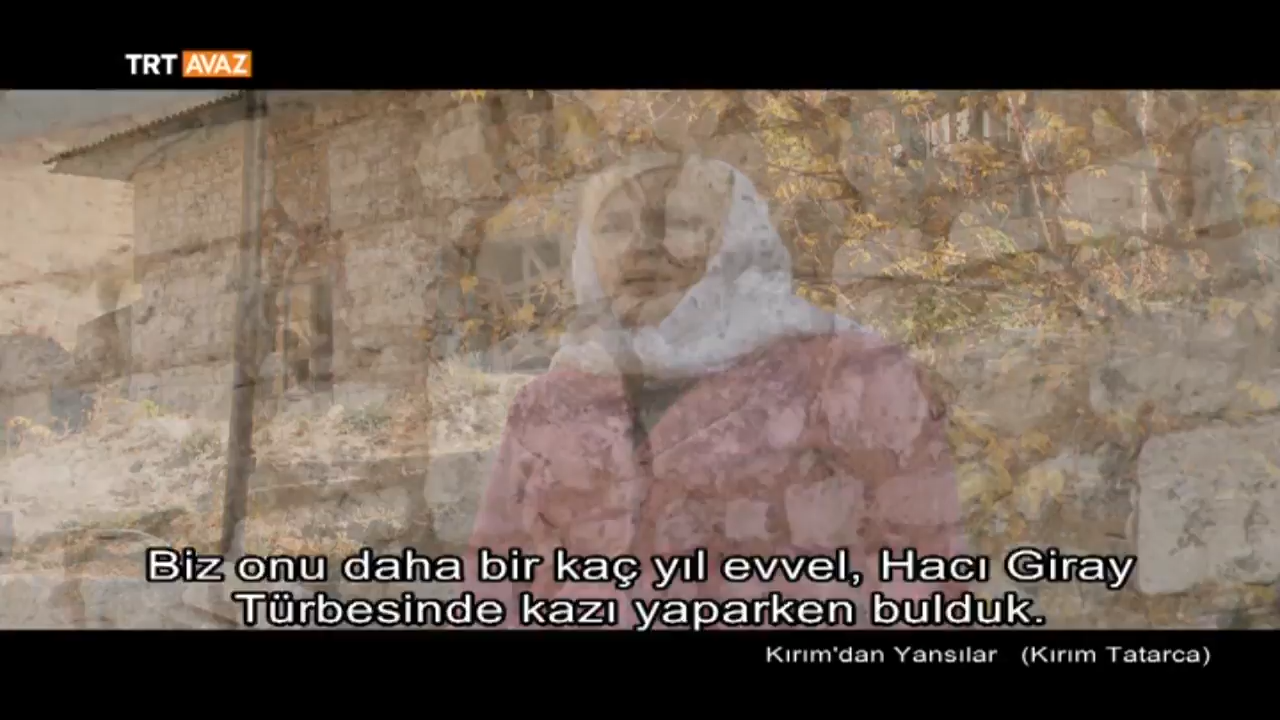 TRT AVAZ
Biz onu daha bir kaç yıl evvel, Hacı Giray
Türbesinde kazı yaparken bulduk.
Kırım'dan Yansılar (Kırım Tatarca)